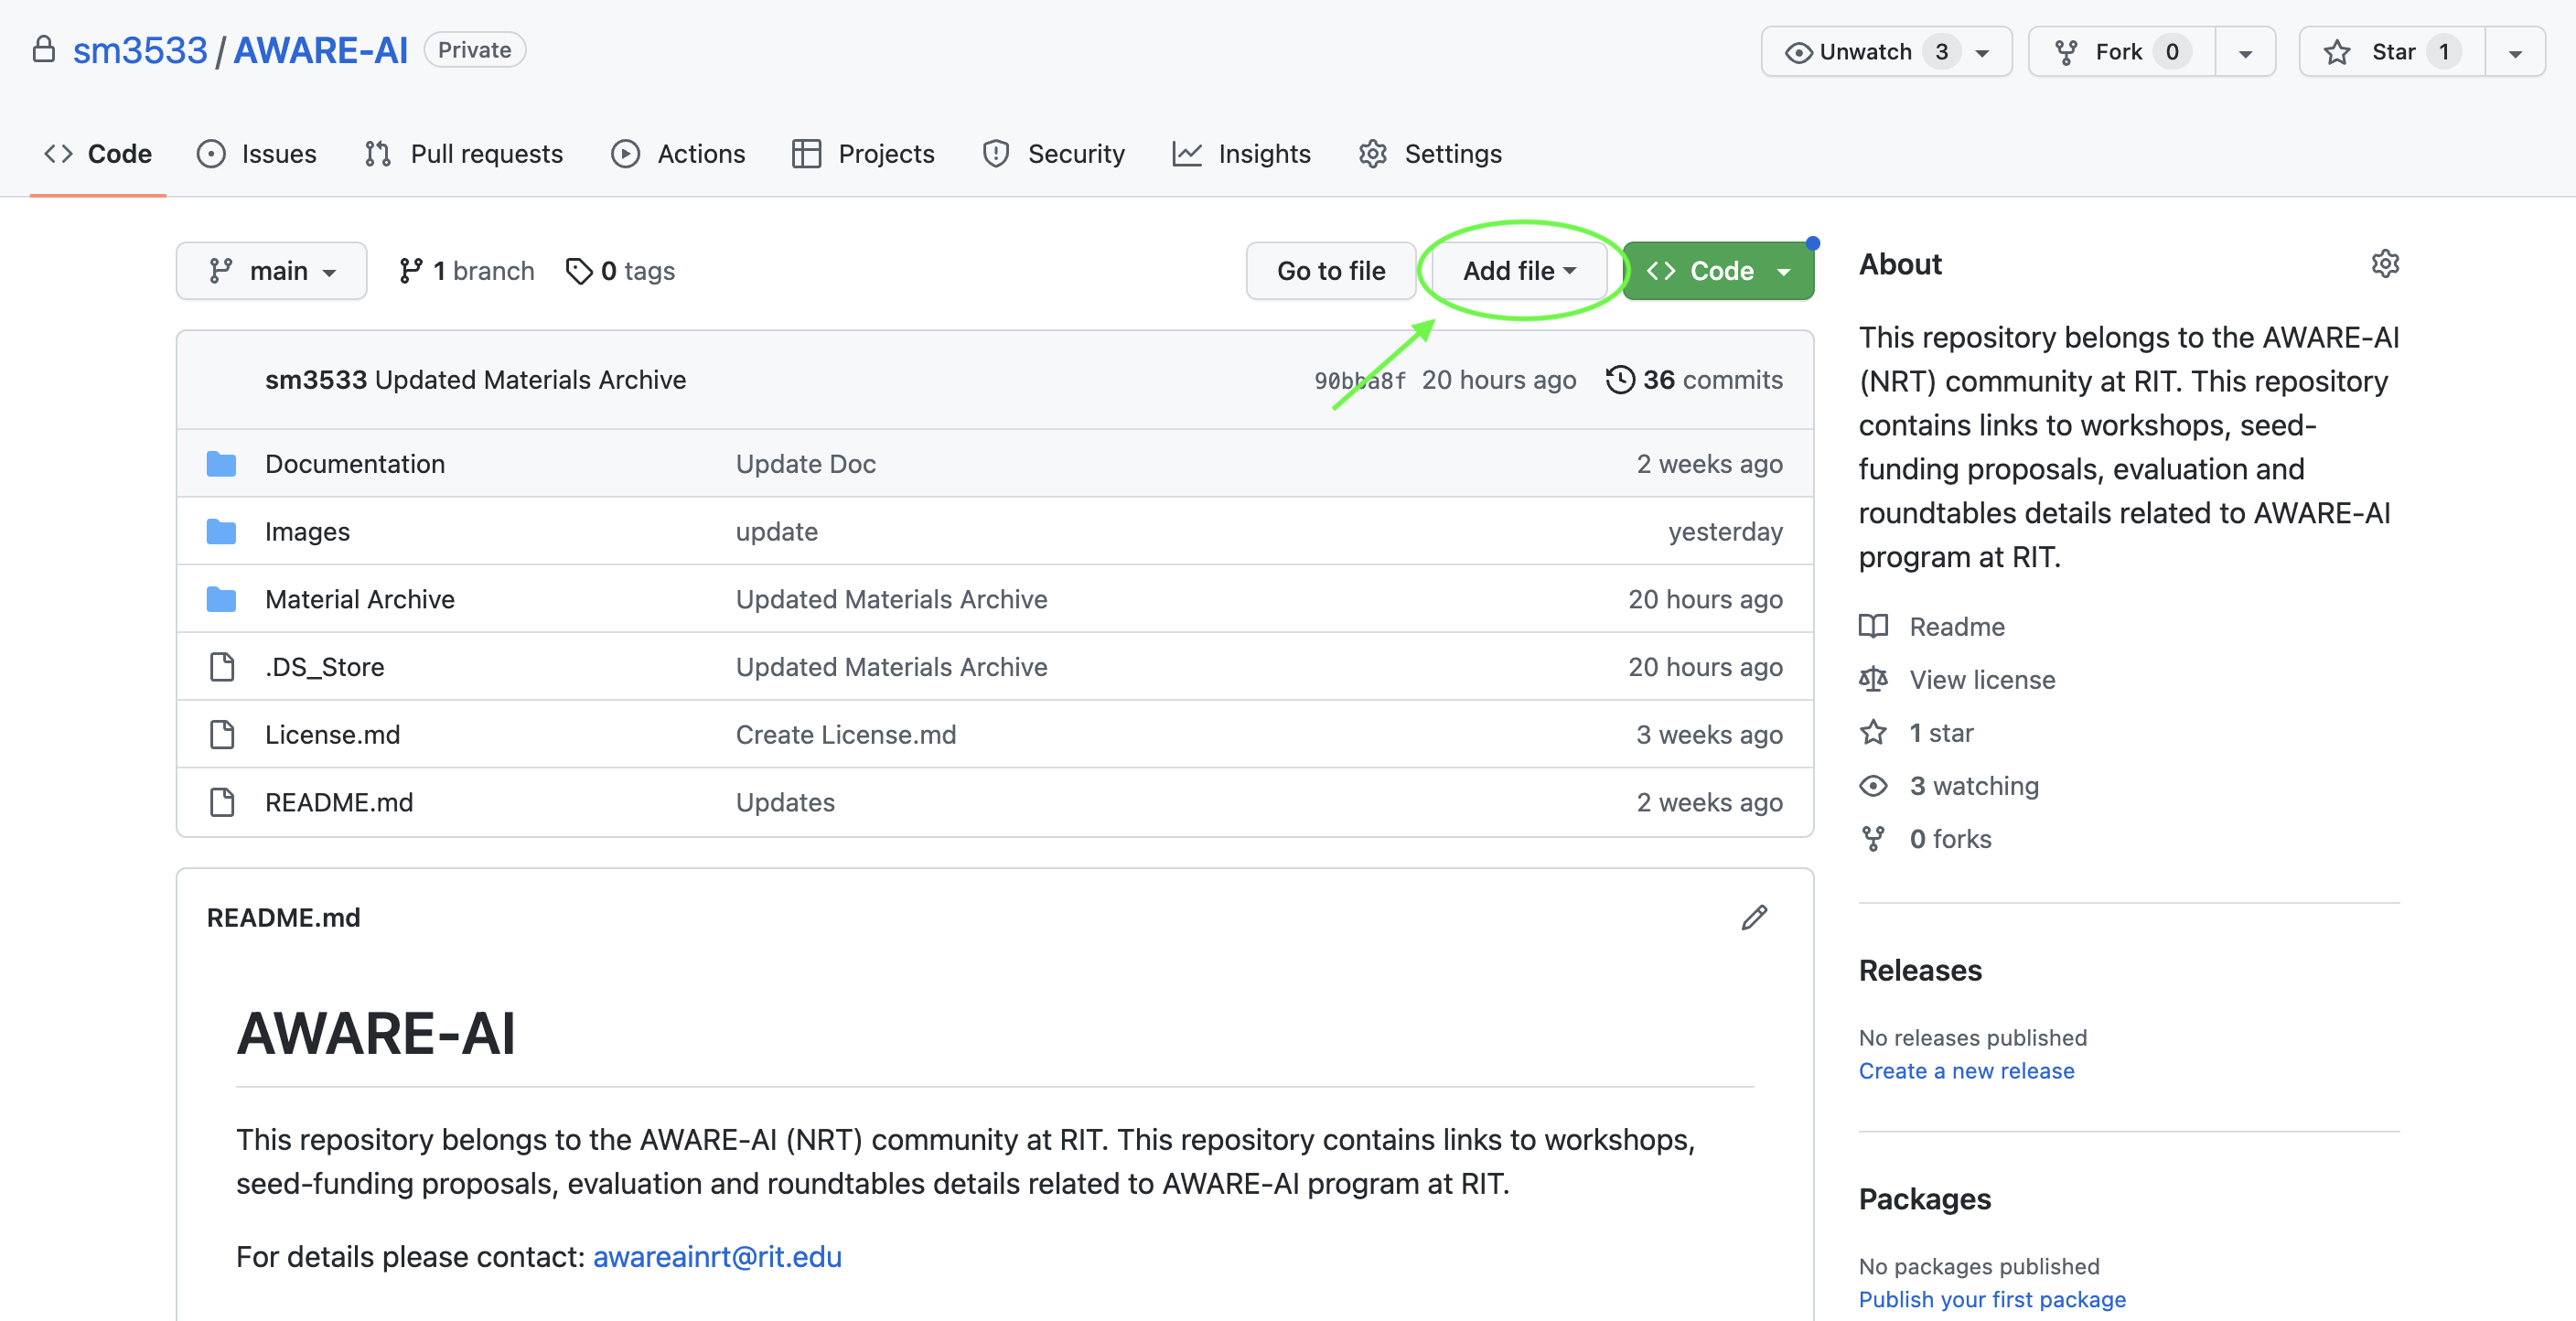 sm3533 / AWARE-AI Private Unwatch 3 Fork 0 Star 1
Code Issues Pull requests Actions Projects Security Insights Settings
main 1 branch 0 tags Go to file Add file Code
sm3533 Updated Materials Archive 90bba8f 20 hours ago 36 commits
Documentation Update Doc 2 weeks ago
Images update yesterday
Material Archive Updated Materials Archive 20 hours ago
.DS_Store Updated Materials Archive 20 hours ago
License.md Create License.md 3 weeks ago
README.md Updates 2 weeks ago
README.md
AWARE-AI
This repository belongs to the AWARE-AI (NRT) community at RIT. This repository contains links to workshops,
seed-funding proposals, evaluation and roundtables details related to AWARE-AI program at RIT.
For details please contact: awareainrt@rit.edu
About
This repository belongs to the AWARE-AI
(NRT) community at RIT. This repository
contains links to workshops, seed-
funding proposals, evaluation and
roundtables details related to AWARE-AI
program at RIT.
Readme
View license
1 star
3 watching
0 forks
Releases
No releases published
Create a new release
Packages
No packages published
Publish your first package